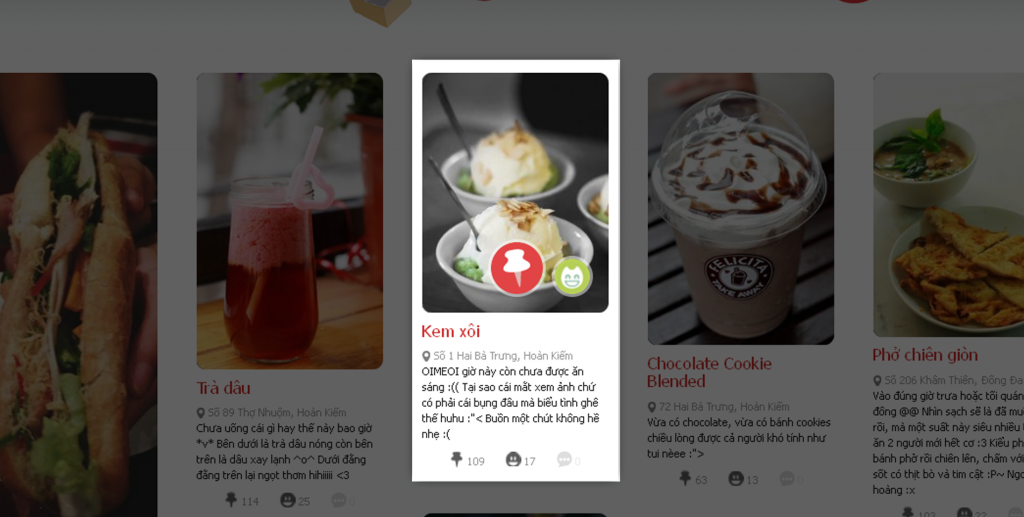 Trà dâu
Số 89 Thợ Nhuộm, Hoàn Kiếm
Chưa uống cái gì hay thế này bao giờ
*v* Bên dưới là trà dâu nóng còn bên
trên là dâu xay lạnh ^o^ Dưới đắng
đắng trên lại ngọt thơm hihiiiii <3
114 25 0
Kem xôi
Số 1 Hai Bà Trưng, Hoàn Kiếm
OIMEOI giờ này còn chưa được ăn
sáng :(( Tại sao cái mắt xem ảnh chứ
có phải cái bụng đâu mà biểu tình ghê
thế huhu :"< Buồn một chút không hề
nhẹ :(
109 17 0
FELICITA
TAKE AWAY
Chocolate Cookie
Blended
72 Hai Bà Trưng, Hoàn Kiếm
Vừa có chocolate, vừa có bánh cookies
chiều lòng được cả người khó tính như
tui nèee :">
63 13 0
Phở chiên giòn
Số 206 Khâm Thiên, Đống Đa
Vào đúng giờ trưa hoặc tối quán
đông @@ Nhìn sạch sẽ là đã
rồi, mà một suất này siêu nhiều
ăn 2 người mới hết cơ :3 Kiểu
bánh phở rồi chiên lên, chấm
sốt có thịt bò và tim cật :P~
hoàng :x
103 22